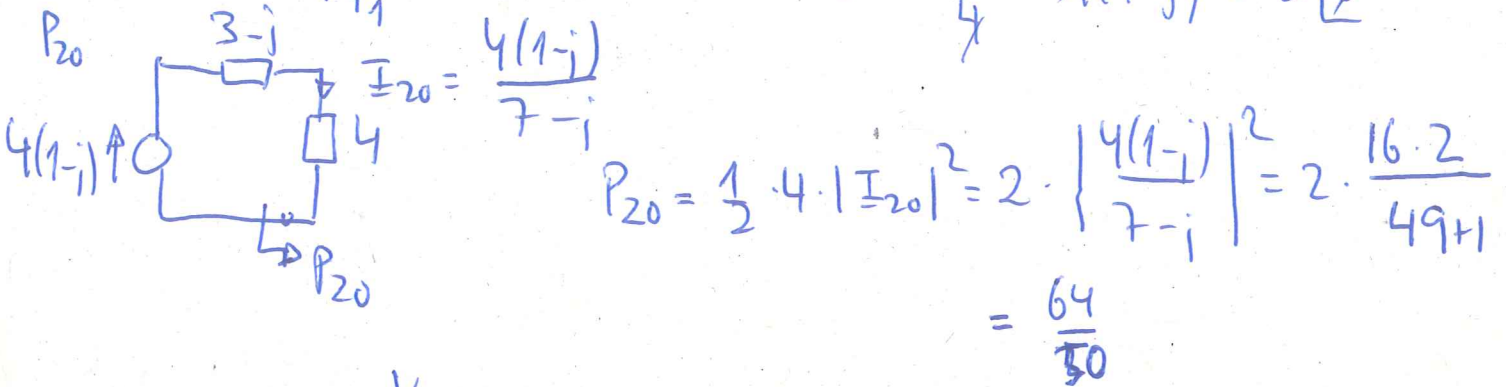 P₂₀
3-j
I₂₀ = 4(1-j) / 7-j
4(1-j)
4
P₂₀ = 1/2 · 4 · |I₂₀|² = 2 · |4(1-j) / 7-j|² = 2 · 16·2 / 49+1
P₂₀
= 64 / 50